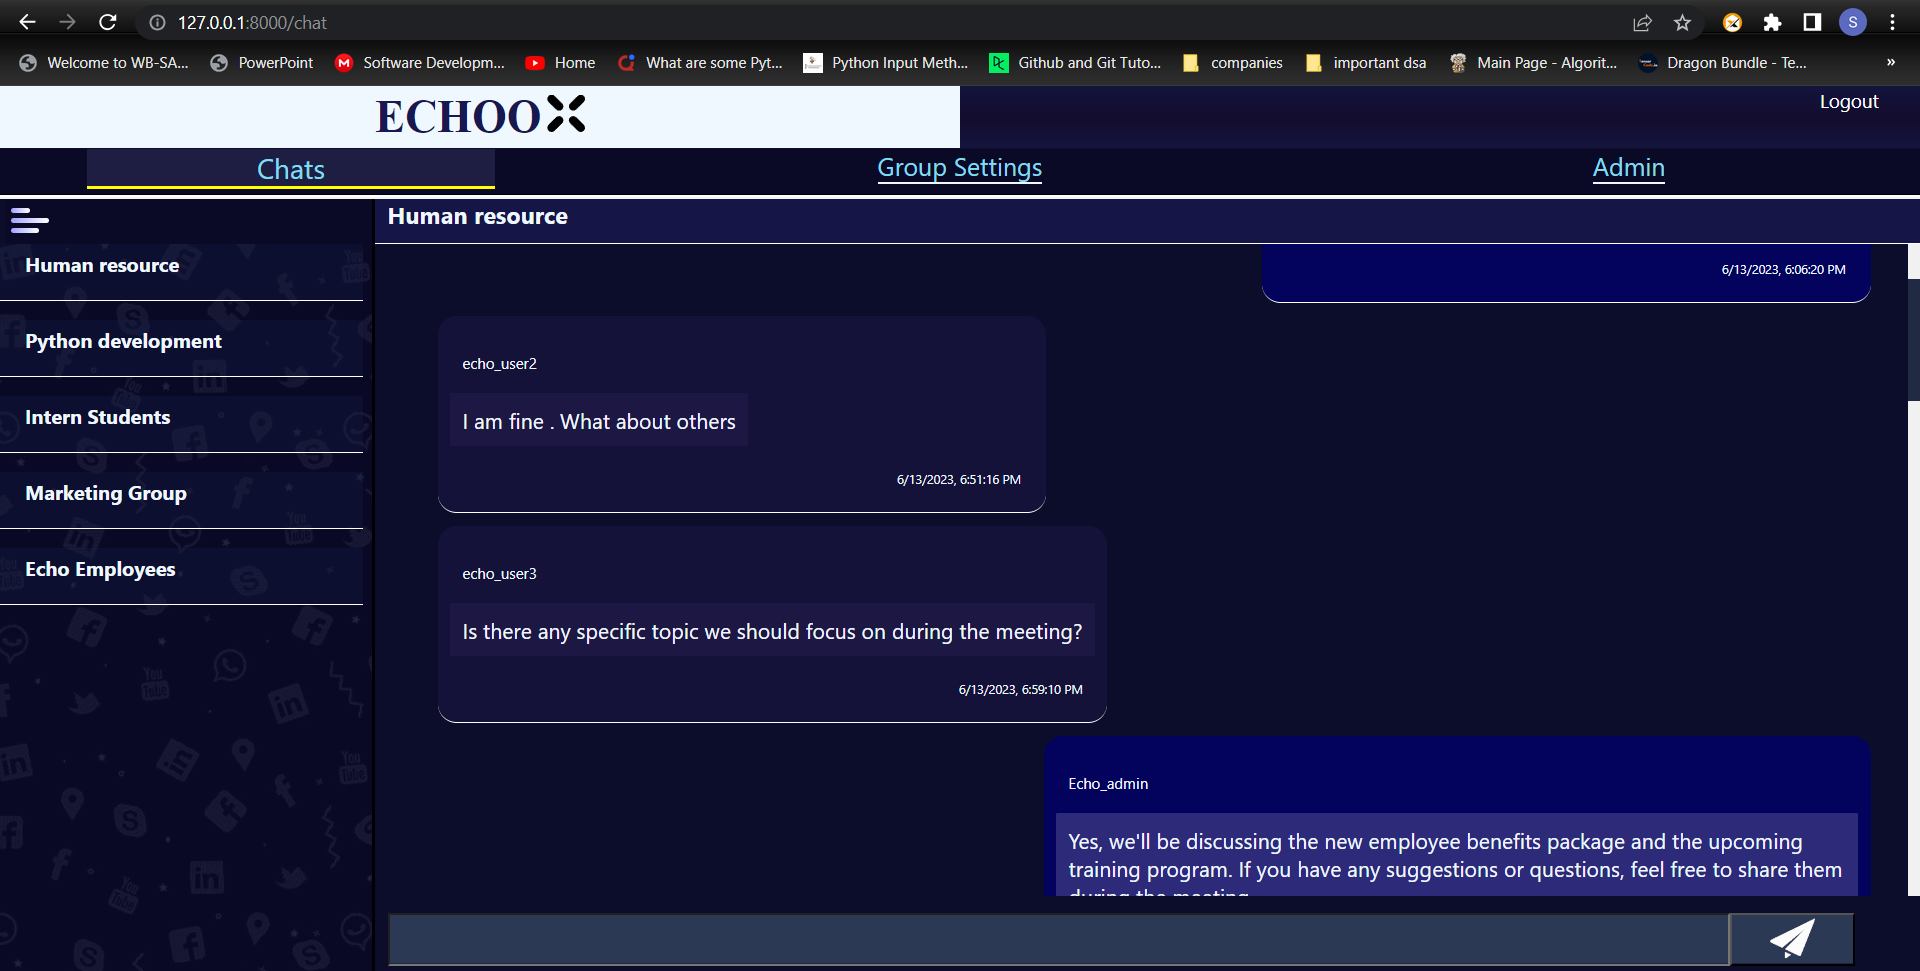 127.0.0.1:8000/chat
S
Welcome to WB-SA... PowerPoint M Software Developm... Home What are some Pyt... Python Input Meth... DC Github and Git Tuto... companies important dsa Main Page - Algorit... Dragon Bundle - Te... »
ECHOO
Logout
Chats Group Settings Admin
Human resource
Human resource
Python development
Intern Students
Marketing Group
Echo Employees
6/13/2023, 6:06:20 PM
echo_user2
I am fine . What about others
6/13/2023, 6:51:16 PM
echo_user3
Is there any specific topic we should focus on during the meeting?
6/13/2023, 6:59:10 PM
Echo_admin
Yes, we'll be discussing the new employee benefits package and the upcoming
training program. If you have any suggestions or questions, feel free to share them
during the meeting